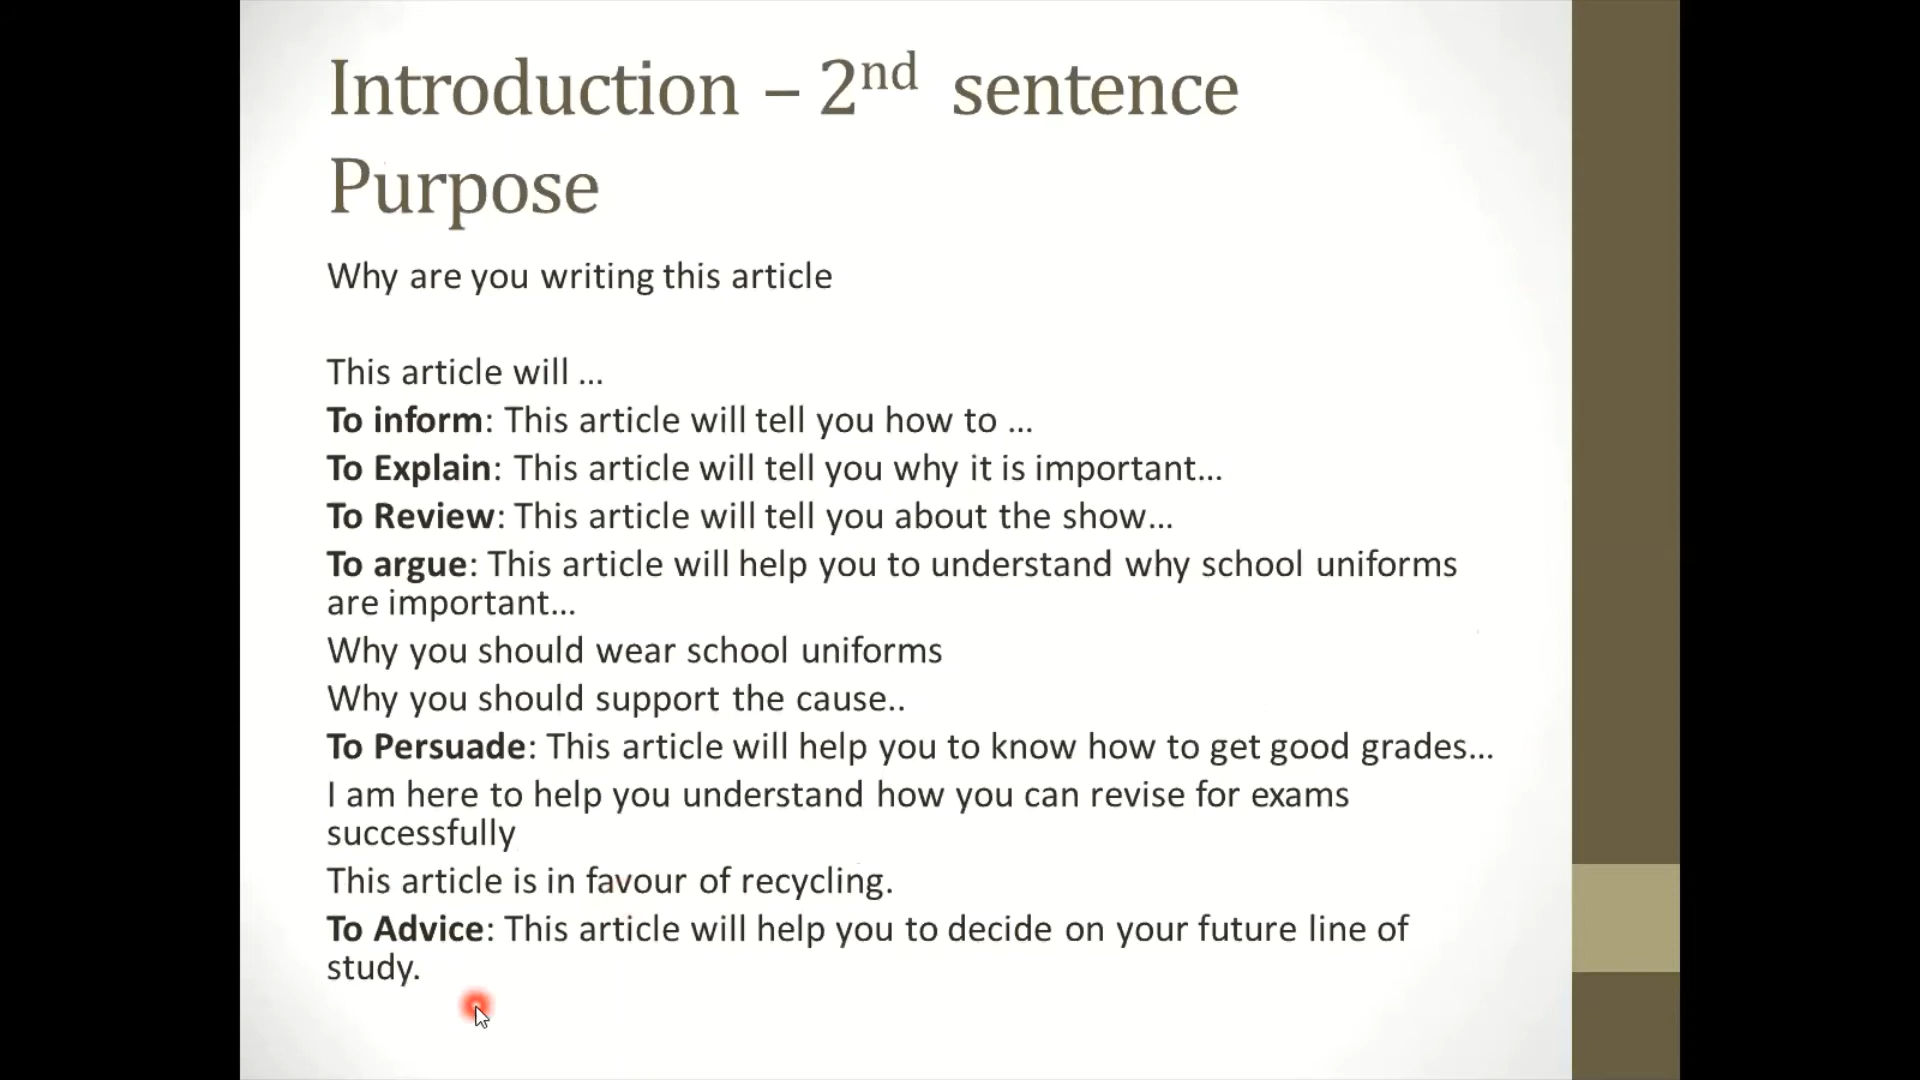 Introduction – 2nd sentence
Purpose
Why are you writing this article
This article will ...
To inform: This article will tell you how to ...
To Explain: This article will tell you why it is important...
To Review: This article will tell you about the show...
To argue: This article will help you to understand why school uniforms
are important...
Why you should wear school uniforms
Why you should support the cause..
To Persuade: This article will help you to know how to get good grades...
I am here to help you understand how you can revise for exams
successfully
This article is in favour of recycling.
To Advice: This article will help you to decide on your future line of
study.